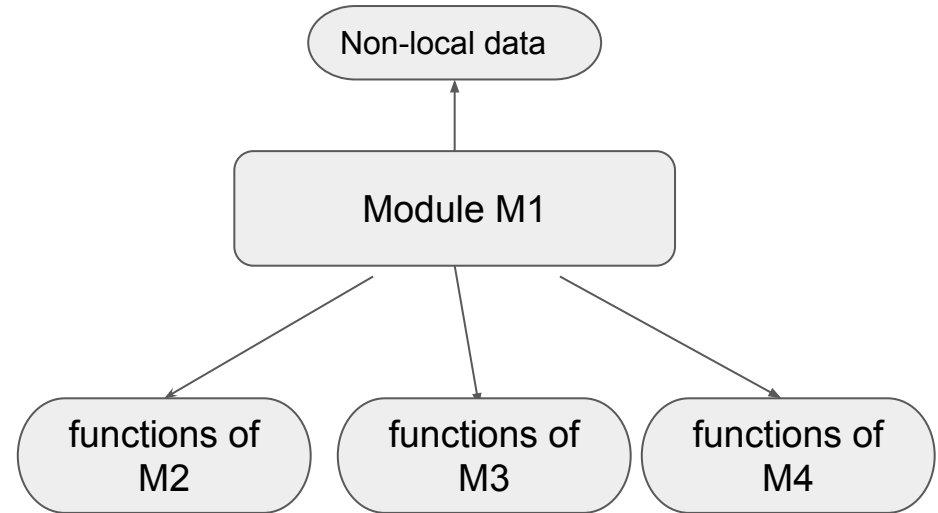 Non-local data
Module M1
functions of
M2
functions of
M3
functions of
M4